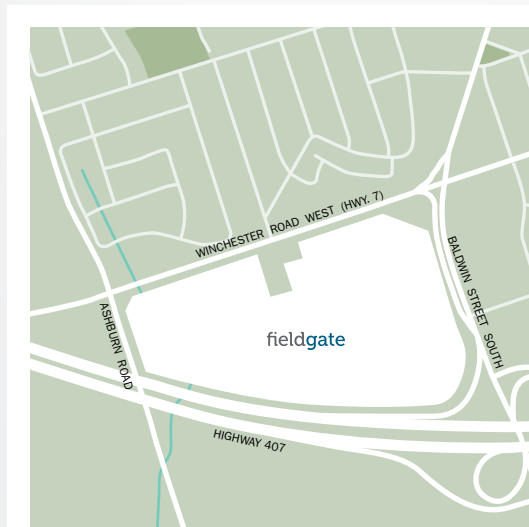 WINCHESTER ROAD WEST (HWY. 7)
BALDWIN STREET SOUTH
ASHBURN ROAD
fieldgate
HIGHWAY 407